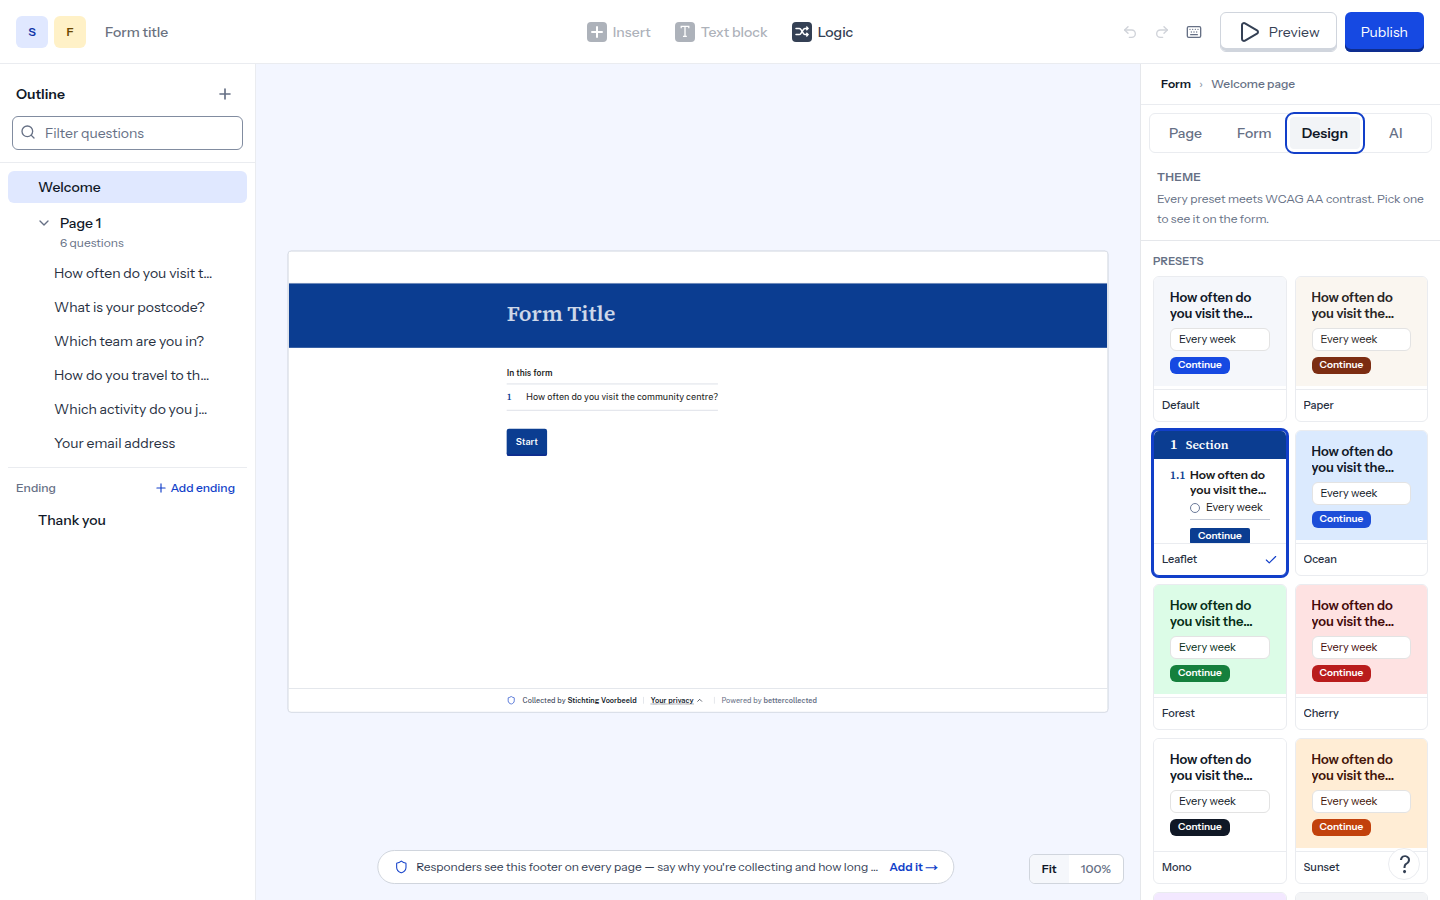 S
F
Form title
Insert
Text block
Logic
Preview
Publish
Outline
Filter questions
Welcome
Page 1
6 questions
How often do you visit t...
What is your postcode?
Which team are you in?
How do you travel to th...
Which activity do you j...
Your email address
Ending
Add ending
Thank you
Form Title
In this form
1 How often do you visit the community centre?
Start
Collected by Stichting Voorbeeld
Your privacy
Powered by bettercollected
Responders see this footer on every page — say why you're collecting and how long ...
Add it →
Fit
100%
Form › Welcome page
Page
Form
Design
AI
THEME
Every preset meets WCAG AA contrast. Pick one
to see it on the form.
PRESETS
How often do
you visit the...
Every week
Continue
Default
How often do
you visit the...
Every week
Continue
Paper
1 Section
1.1 How often do
you visit the...
Every week
Continue
Leaflet
How often do
you visit the...
Every week
Continue
Ocean
How often do
you visit the...
Every week
Continue
Forest
How often do
you visit the...
Every week
Continue
Cherry
How often do
you visit the...
Every week
Continue
Mono
How often do
you visit the...
Every week
Continue
Sunset
?